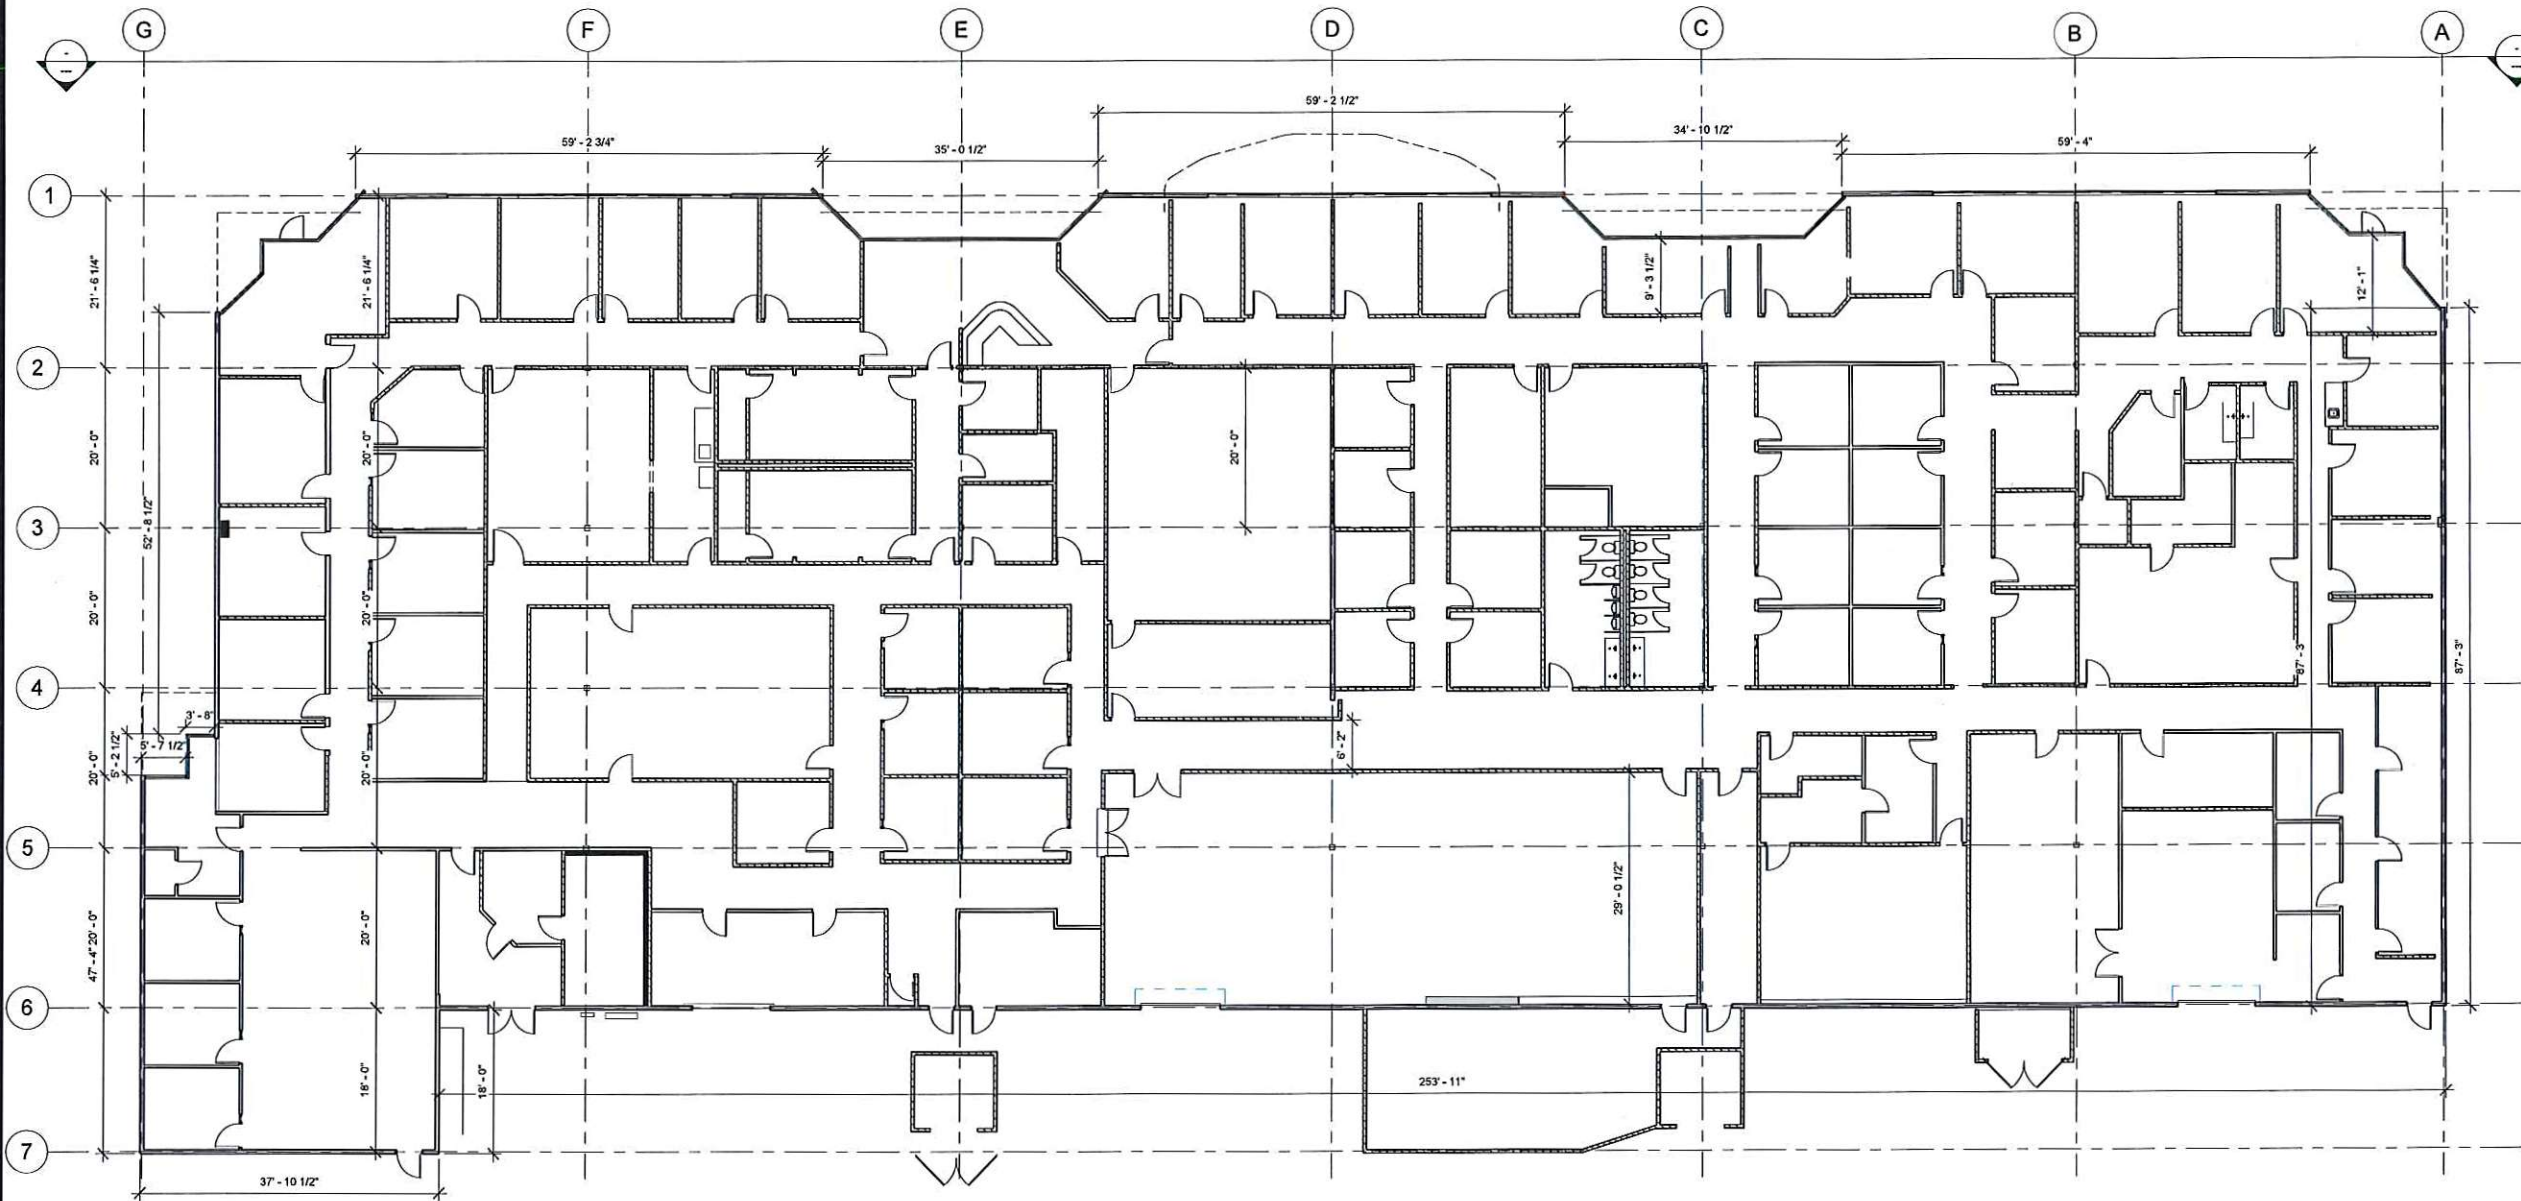 G
F
E
D
C
B
A
-
---
-
---
59' - 2 1/2"
59' - 2 3/4"
35' - 0 1/2"
34' - 10 1/2"
59' - 4"
1
21' - 6 1/4"
21' - 6 1/4"
9' - 3 1/2"
12' - 1"
2
20' - 0"
20' - 0"
20' - 0"
52' - 8 1/2"
3
20' - 0"
20' - 0"
87' - 3"
87' - 3"
4
3' - 8"
5' - 7 1/2"
5' - 2 1/2"
20' - 0"
20' - 0"
6' - 2"
5
29' - 0 1/2"
47' - 4"
20' - 0"
20' - 0"
6
18' - 0"
18' - 0"
253' - 11"
7
37' - 10 1/2"